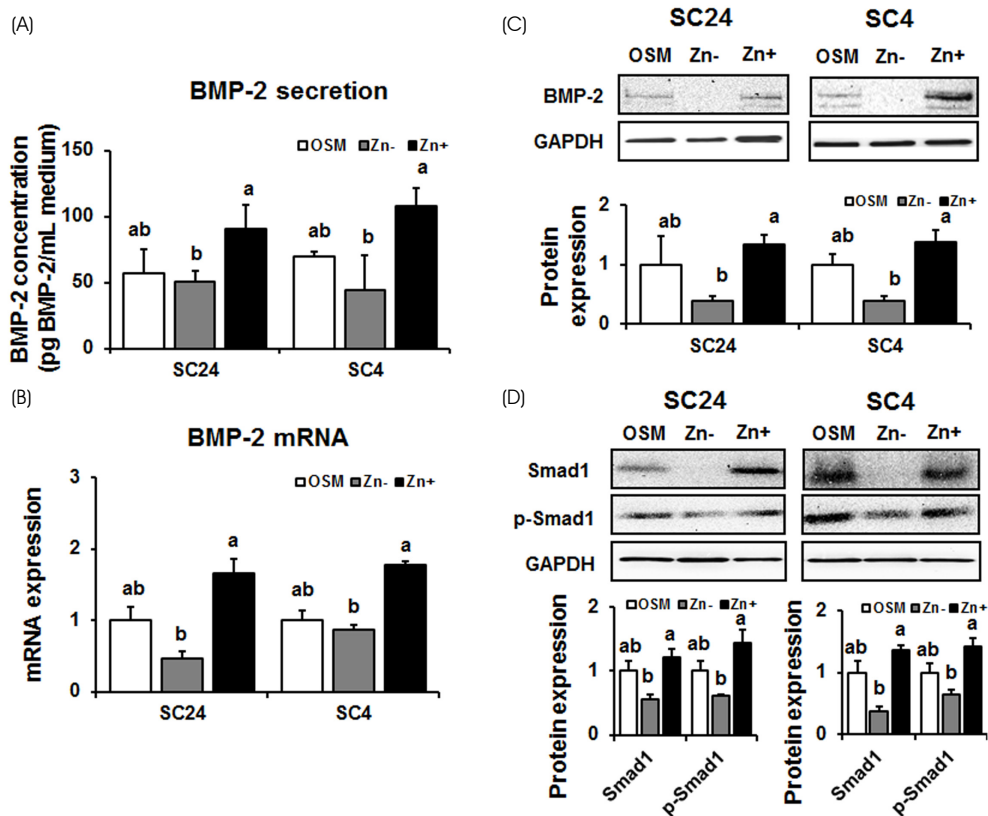 (A)
BMP-2 secretion
BMP-2 concentration
(pg BMP-2/mL medium)
150
100
50
0
OSM Zn- Zn+
ab
b
a
ab
b
a
SC24 SC4
(B)
BMP-2 mRNA
mRNA expression
3
2
1
0
OSM Zn- Zn+
ab
b
a
ab
b
a
SC24 SC4
(C)
SC24 SC4
OSM Zn- Zn+ OSM Zn- Zn+
BMP-2
GAPDH
Protein
expression
2
1
0
OSM Zn- Zn+
ab
b
a
ab
b
a
SC24 SC4
(D)
SC24 SC4
OSM Zn- Zn+ OSM Zn- Zn+
Smad1
p-Smad1
GAPDH
Protein expression
2
1
0
OSM Zn- Zn+
ab
b
a
ab
b
a
Smad1
p-Smad1
Protein expression
2
1
0
OSM Zn- Zn+
ab
b
a
ab
b
a
Smad1
p-Smad1